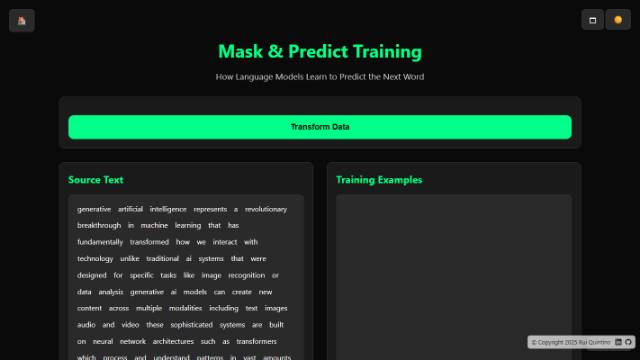 Mask & Predict Training
How Language Models Learn to Predict the Next Word
Transform Data
Source Text
generative artificial intelligence represents a revolutionary
breakthrough in machine learning that has
fundamentally transformed how we interact with
technology unlike traditional ai systems that were
designed for specific tasks like image recognition or
data analysis generative ai models can create new
content across multiple modalities including text images
audio and video these sophisticated systems are built
on neural network architectures such as transformers
which process and understand patterns in vast amounts
Training Examples
© Copyright 2025 Rui Quintino